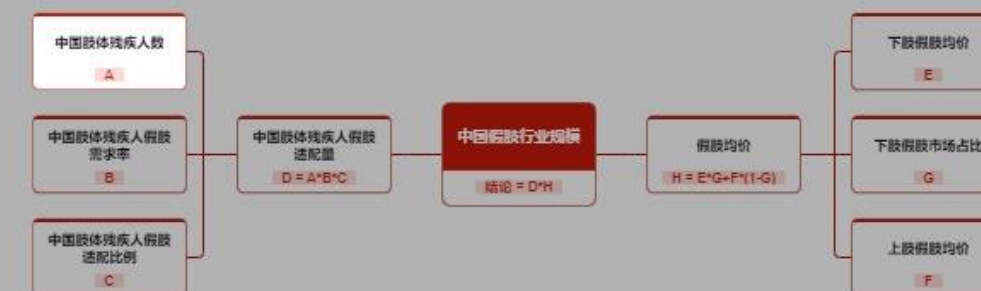 中国肢体残疾人数
A
中国肢体残疾人假肢
需求率
B
中国肢体残疾人假肢
适配比例
C
中国肢体残疾人假肢
适配量
D = A*B*C
中国假肢行业规模
结论 = D*H
假肢均价
H = E*G+F*(1-G)
下肢假肢均价
E
下肢假肢市场占比
G
上肢假肢均价
F